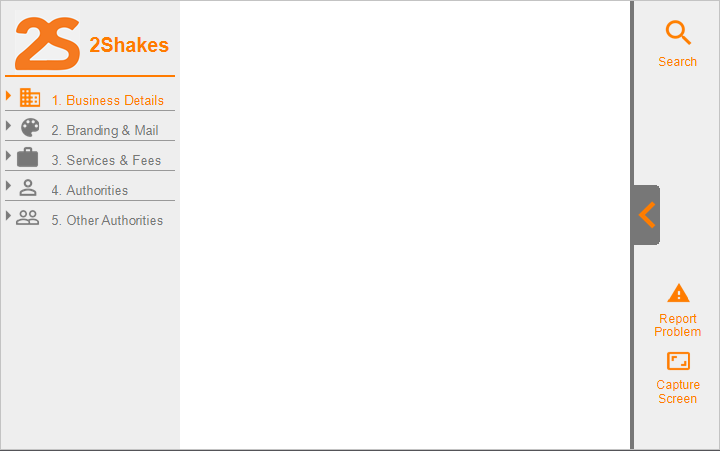 2S 2Shakes
1. Business Details
2. Branding & Mail
3. Services & Fees
4. Authorities
5. Other Authorities
Search
Report
Problem
Capture
Screen